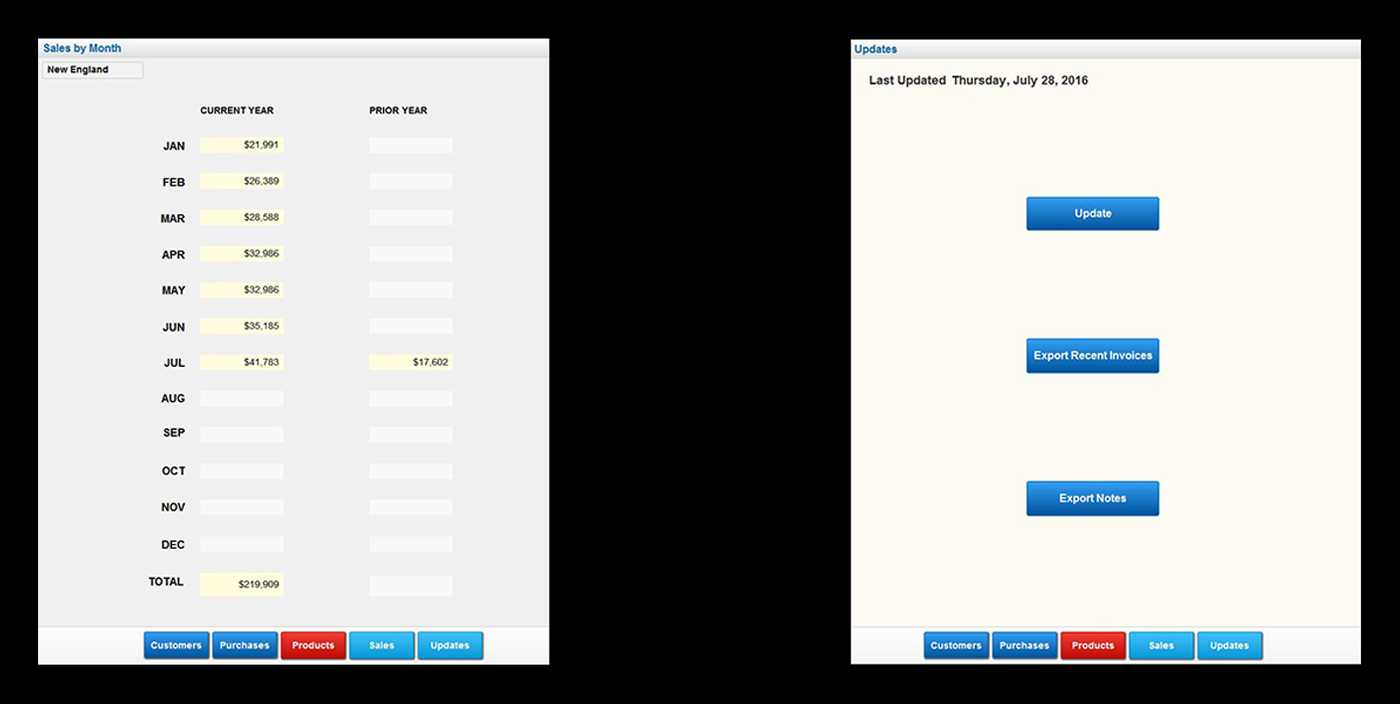 Sales by Month
New England
CURRENT YEAR PRIOR YEAR
JAN $21,991
FEB $26,389
MAR $28,588
APR $32,986
MAY $32,986
JUN $35,185
JUL $41,783 $17,602
AUG
SEP
OCT
NOV
DEC
TOTAL $219,909
Customers Purchases Products Sales Updates
Updates
Last Updated Thursday, July 28, 2016
Update
Export Recent Invoices
Export Notes
Customers Purchases Products Sales Updates